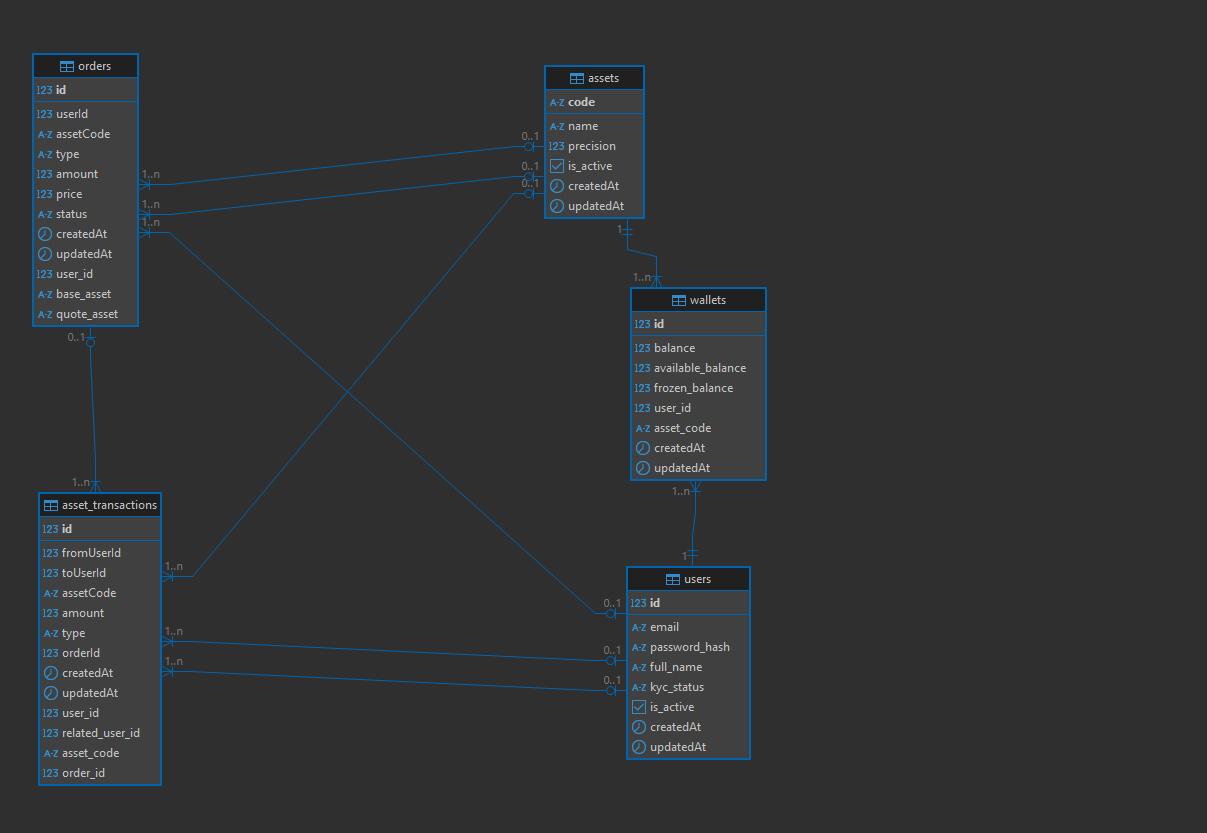 orders
123 id
123 userId
A-Z assetCode
A-Z type
123 amount
123 price
A-Z status
createdAt
updatedAt
123 user_id
A-Z base_asset
A-Z quote_asset
1..n
1..n
1..n
0..1
assets
A-Z code
A-Z name
123 precision
is_active
createdAt
updatedAt
0..1
0..1
0..1
1
1..n
wallets
123 id
123 balance
123 available_balance
123 frozen_balance
123 user_id
A-Z asset_code
createdAt
updatedAt
1..n
1
1..n
asset_transactions
123 id
123 fromUserId
123 toUserId
A-Z assetCode
123 amount
A-Z type
123 orderId
createdAt
updatedAt
123 user_id
123 related_user_id
A-Z asset_code
123 order_id
1..n
1..n
1..n
users
123 id
A-Z email
A-Z password_hash
A-Z full_name
A-Z kyc_status
is_active
createdAt
updatedAt
0..1
0..1
0..1